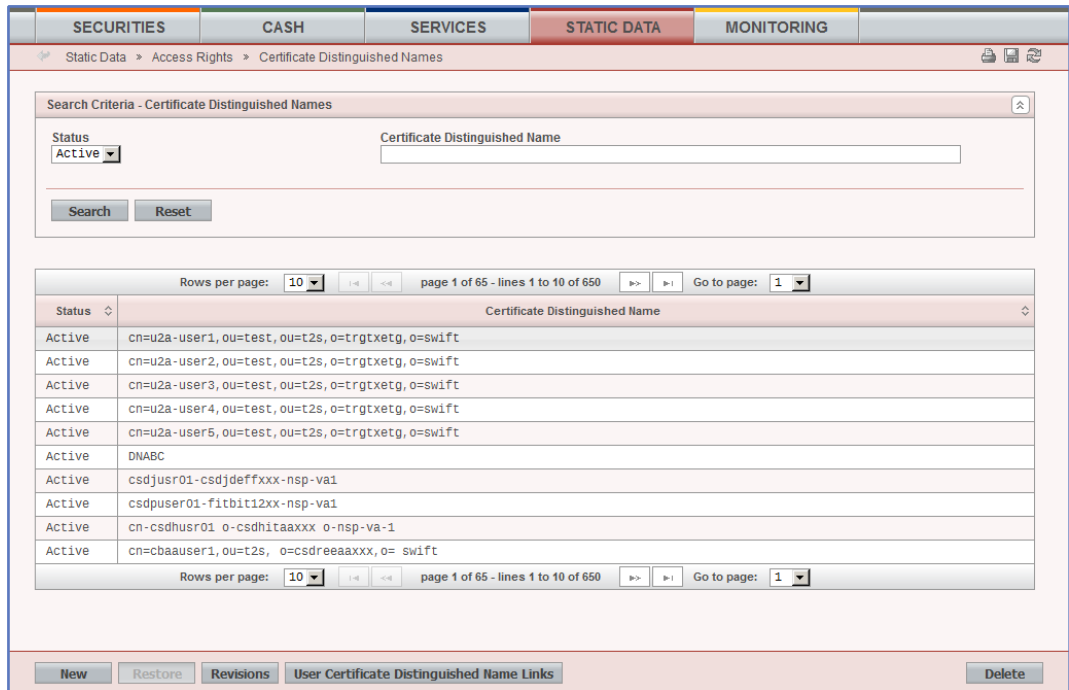 SECURITIES CASH SERVICES STATIC DATA MONITORING
Static Data » Access Rights » Certificate Distinguished Names
Search Criteria - Certificate Distinguished Names
Status Certificate Distinguished Name
Active
Search Reset
Rows per page: 10 page 1 of 65 - lines 1 to 10 of 650 Go to page: 1
Status Certificate Distinguished Name
Active cn=u2a-user1,ou=test,ou=t2s,o=trgtxetg,o=swift
Active cn=u2a-user2,ou=test,ou=t2s,o=trgtxetg,o=swift
Active cn=u2a-user3,ou=test,ou=t2s,o=trgtxetg,o=swift
Active cn=u2a-user4,ou=test,ou=t2s,o=trgtxetg,o=swift
Active cn=u2a-user5,ou=test,ou=t2s,o=trgtxetg,o=swift
Active DNABC
Active csdjusr01-csdjdeffxxx-nsp-va1
Active csdpuser01-fitbit12xx-nsp-va1
Active cn-csdhusr01 o-csdhitaaxxx o-nsp-va-1
Active cn=cbaauser1,ou=t2s, o=csdreeaaxxx,o= swift
Rows per page: 10 page 1 of 65 - lines 1 to 10 of 650 Go to page: 1
New Restore Revisions User Certificate Distinguished Name Links Delete